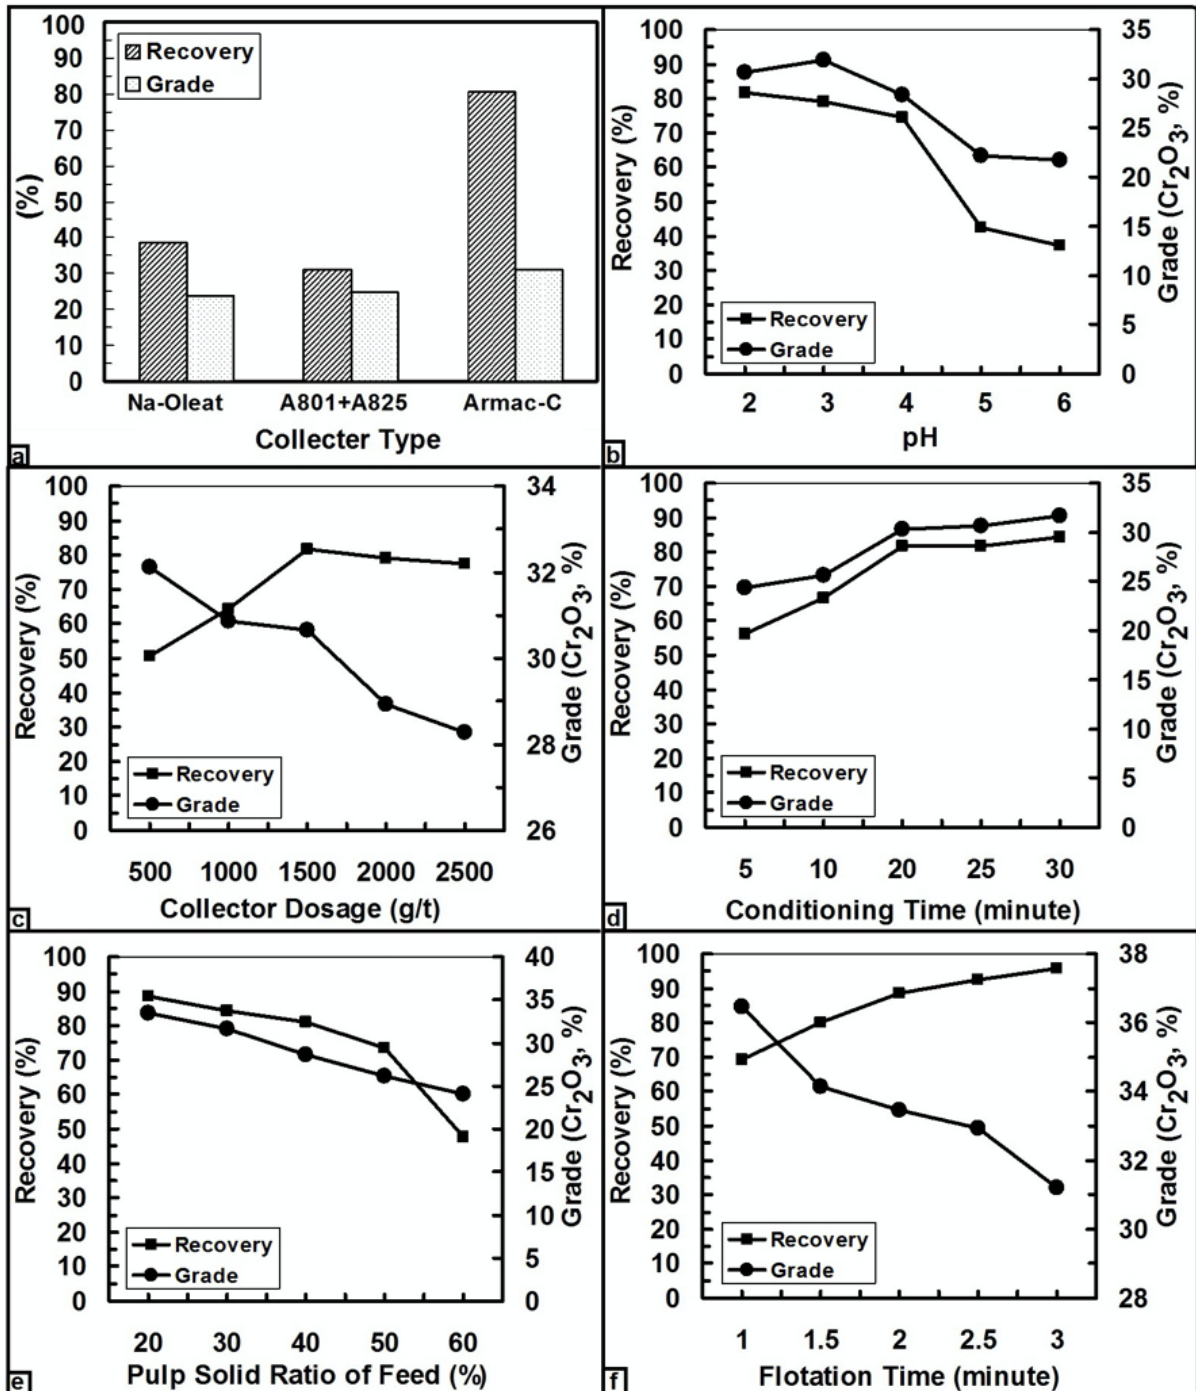 100
90
80
70
60
50
40
30
20
10
0
(%)
Recovery
Grade
Na-Oleat A801+A825 Armac-C
Collecter Type
a
100
90
80
70
60
50
40
30
20
10
0
Recovery (%)
35
30
25
20
15
10
5
0
Grade (Cr2O3, %)
Recovery
Grade
2 3 4 5 6
pH
b
100
90
80
70
60
50
40
30
20
10
0
Recovery (%)
34
32
30
28
26
Grade (Cr2O3, %)
Recovery
Grade
500 1000 1500 2000 2500
Collector Dosage (g/t)
c
100
90
80
70
60
50
40
30
20
10
0
Recovery (%)
35
30
25
20
15
10
5
0
Grade (Cr2O3, %)
Recovery
Grade
5 10 20 25 30
Conditioning Time (minute)
d
100
90
80
70
60
50
40
30
20
10
0
Recovery (%)
40
35
30
25
20
15
10
5
0
Grade (Cr2O3, %)
Recovery
Grade
20 30 40 50 60
Pulp Solid Ratio of Feed (%)
e
100
90
80
70
60
50
40
30
20
10
0
Recovery (%)
38
36
34
32
30
28
Grade (Cr2O3, %)
Recovery
Grade
1 1.5 2 2.5 3
Flotation Time (minute)
f